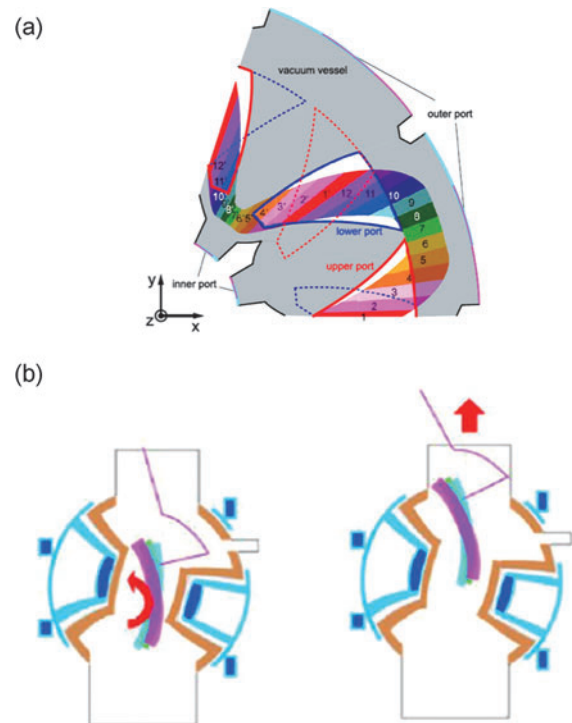 (a)
vacuum vessel
outer port
12'
11'
10'
8'
6'
5'
4'
3'
2'
1'
12
11
10
9
8
7
6
5
4
3
2
1
lower port
upper port
inner port
y
z
x
(b)